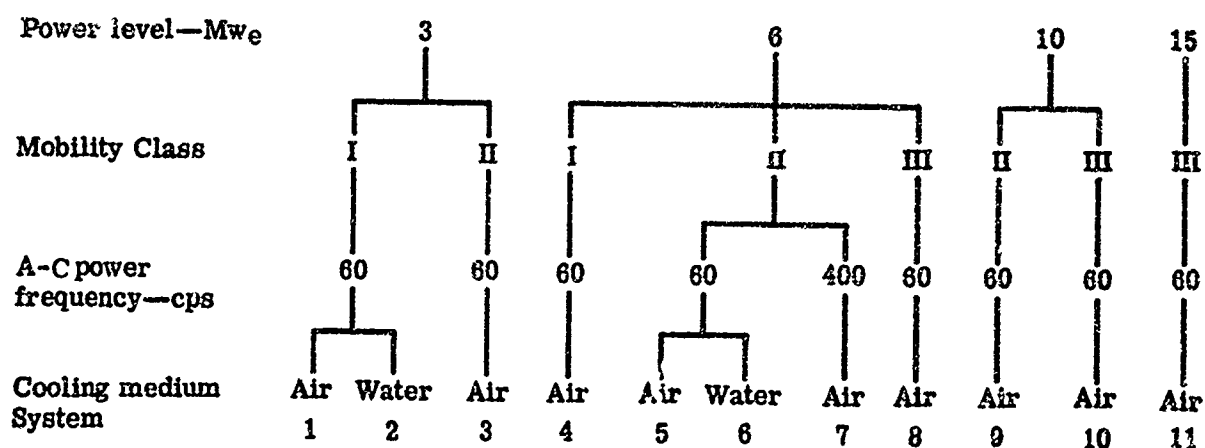 Power level—Mwe 3 6 10 15
Mobility Class I II I II III II III III
A-C power
frequency—cps 60 60 60 60 400 60 60 60 60
Cooling medium Air Water Air Air Air Water Air Air Air Air Air
System 1 2 3 4 5 6 7 8 9 10 11